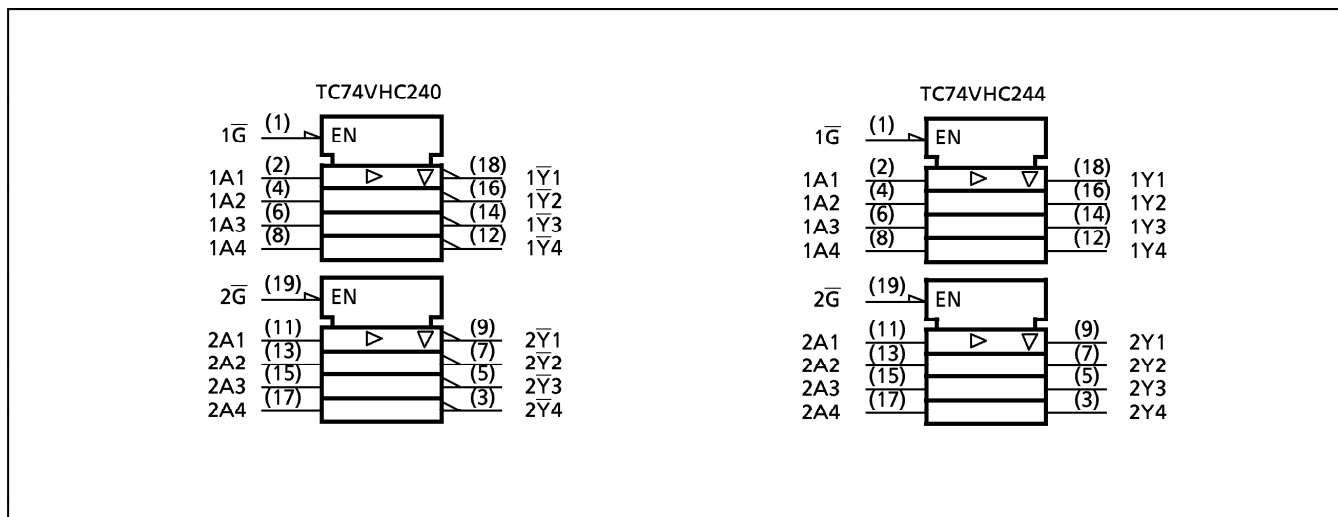 TC74VHC240
1G̅ (1) EN
1A1 (2) (18) 1Y̅1
1A2 (4) (16) 1Y̅2
1A3 (6) (14) 1Y̅3
1A4 (8) (12) 1Y̅4
2G̅ (19) EN
2A1 (11) (9) 2Y̅1
2A2 (13) (7) 2Y̅2
2A3 (15) (5) 2Y̅3
2A4 (17) (3) 2Y̅4
TC74VHC244
1G̅ (1) EN
1A1 (2) (18) 1Y1
1A2 (4) (16) 1Y2
1A3 (6) (14) 1Y3
1A4 (8) (12) 1Y4
2G̅ (19) EN
2A1 (11) (9) 2Y1
2A2 (13) (7) 2Y2
2A3 (15) (5) 2Y3
2A4 (17) (3) 2Y4